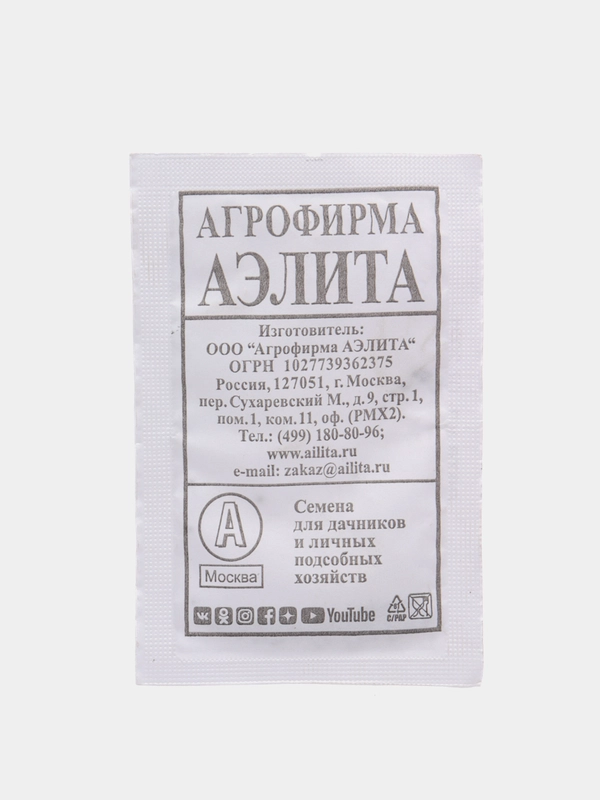 АГРОФИРМА
АЭЛИТА
Изготовитель:
ООО “Агрофирма АЭЛИТА“
ОГРН 1027739362375
Россия, 127051, г. Москва,
пер. Сухаревский М., д. 9, стр. 1,
пом. 1, ком. 11, оф. (РМХ2).
Тел.: (499) 180-80-96;
www.ailita.ru
e-mail: zakaz@ailita.ru
А
Москва
Семена
для дачников
и личных
подсобных
хозяйств
YouTube
C/PAP